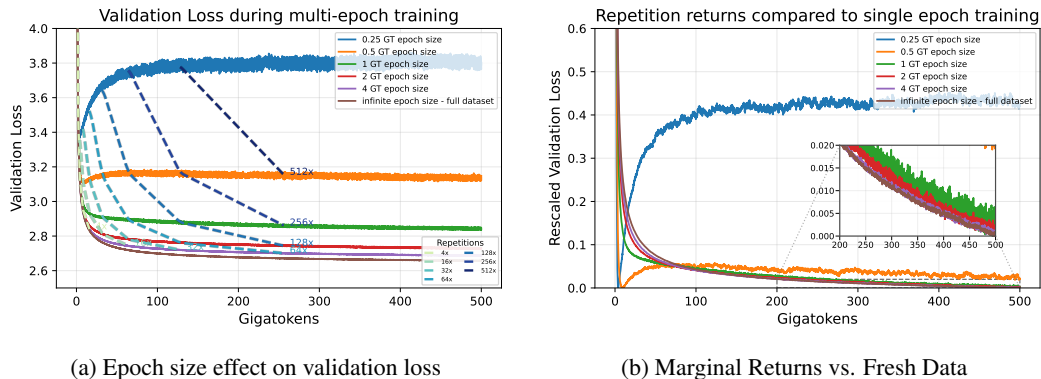 Validation Loss during multi-epoch training
4.0
3.8
3.6
3.4
3.2
3.0
2.8
2.6
Validation Loss
0.25 GT epoch size
0.5 GT epoch size
1 GT epoch size
2 GT epoch size
4 GT epoch size
infinite epoch size - full dataset
512x
256x
128x
64x
Repetitions
4x
16x
32x
64x
128x
256x
512x
0
100
200
300
400
500
Gigatokens
(a) Epoch size effect on validation loss
Repetition returns compared to single epoch training
0.6
0.5
0.4
0.3
0.2
0.1
0.0
Rescaled Validation Loss
0.25 GT epoch size
0.5 GT epoch size
1 GT epoch size
2 GT epoch size
4 GT epoch size
infinite epoch size - full dataset
0.020
0.015
0.010
0.005
0.000
200
250
300
350
400
450
500
0
100
200
300
400
500
Gigatokens
(b) Marginal Returns vs. Fresh Data